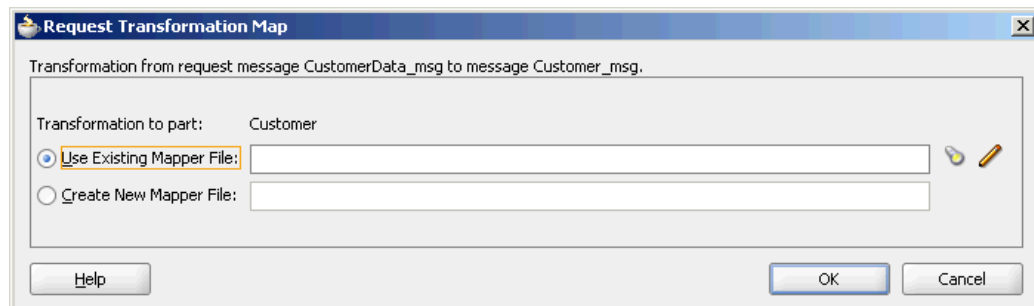 Request Transformation Map
Transformation from request message CustomerData_msg to message Customer_msg.
Transformation to part: Customer
Use Existing Mapper File:
Create New Mapper File:
Help OK Cancel